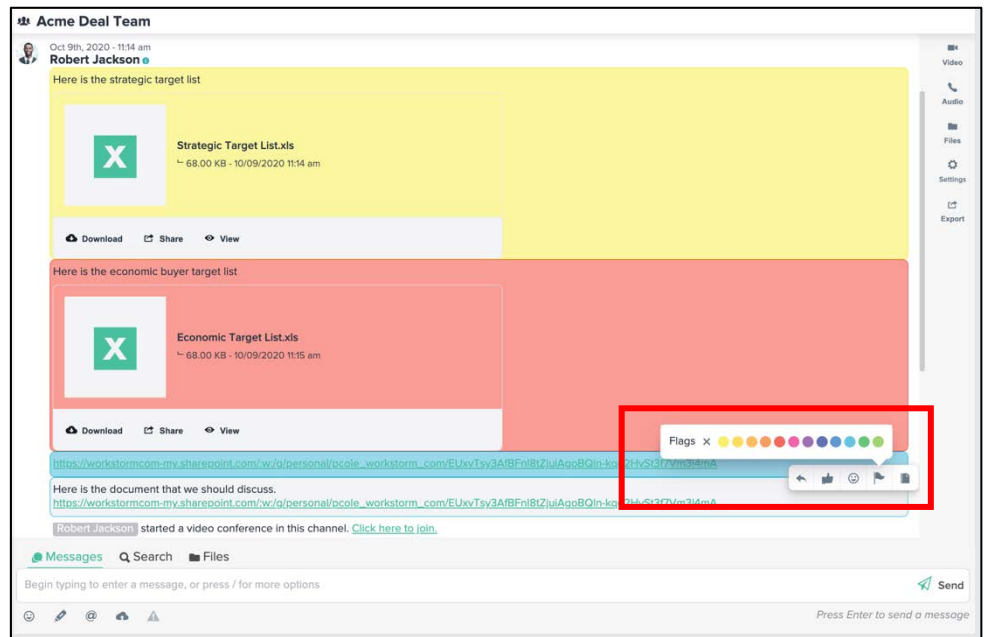 Acme Deal Team
Oct 9th, 2020 - 11:14 am
Robert Jackson
Video
Audio
Files
Settings
Export
Here is the strategic target list
Strategic Target List.xls
68.00 KB - 10/09/2020 11:14 am
Download Share View
Here is the economic buyer target list
Economic Target List.xls
68.00 KB - 10/09/2020 11:15 am
Download Share View
Flags
Here is the document that we should discuss.
Robert Jackson started a video conference in this channel. Click here to join.
Messages Search Files
Begin typing to enter a message, or press / for more options
Send
Press Enter to send a message